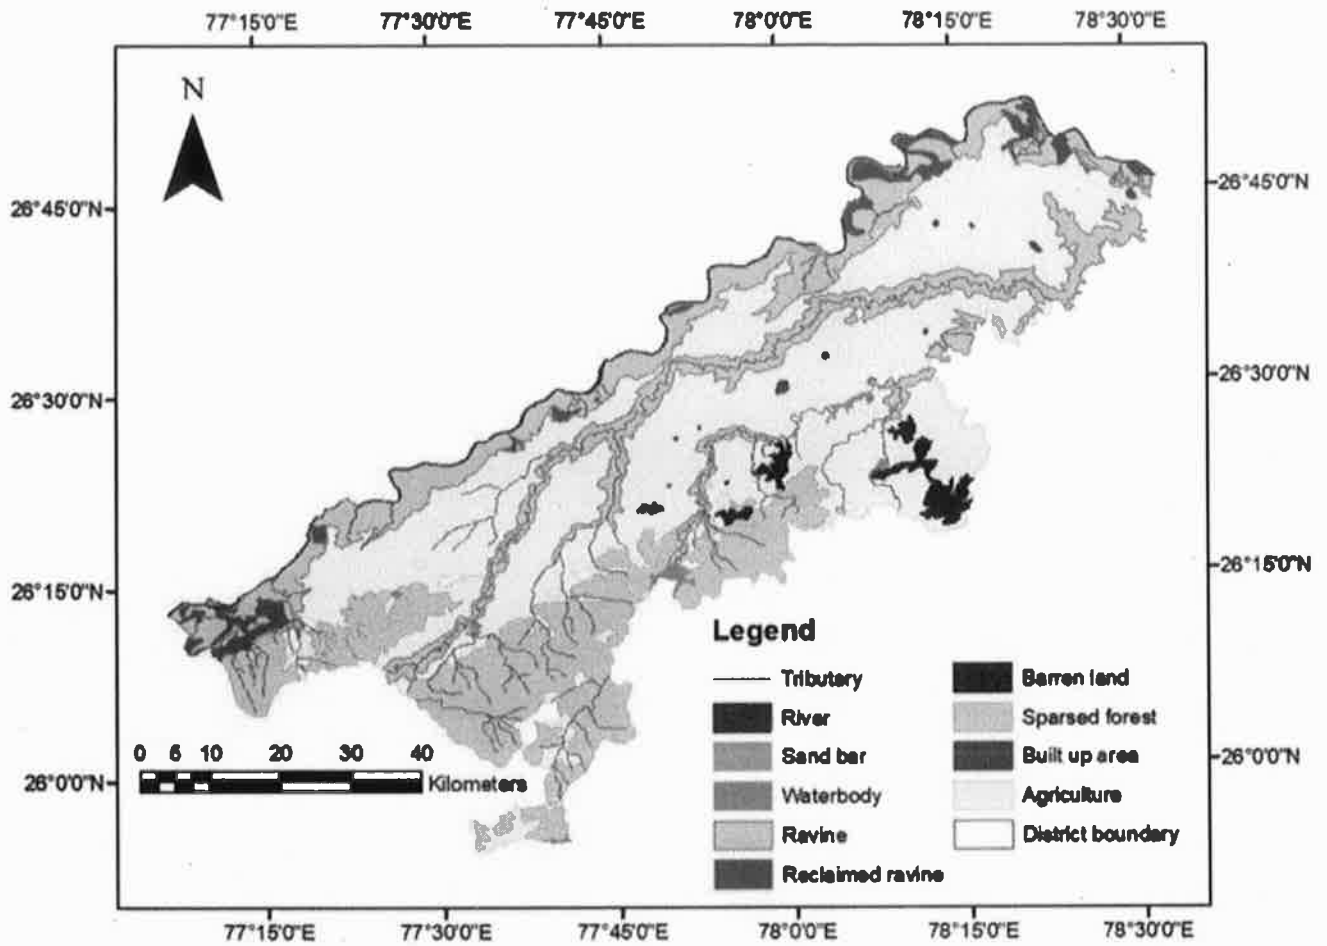 77°15'0"E 77°30'0"E 77°45'0"E 78°0'0"E 78°15'0"E 78°30'0"E
N
26°45'0"N 26°45'0"N
26°30'0"N 26°30'0"N
26°15'0"N 26°15'0"N
26°0'0"N 26°0'0"N
Legend
Tributary
River
Sand bar
Waterbody
Ravine
Reclaimed ravine
Barren land
Sparsed forest
Built up area
Agriculture
District boundary
0 5 10 20 30 40
Kilometers
77°15'0"E 77°30'0"E 77°45'0"E 78°0'0"E 78°15'0"E 78°30'0"E